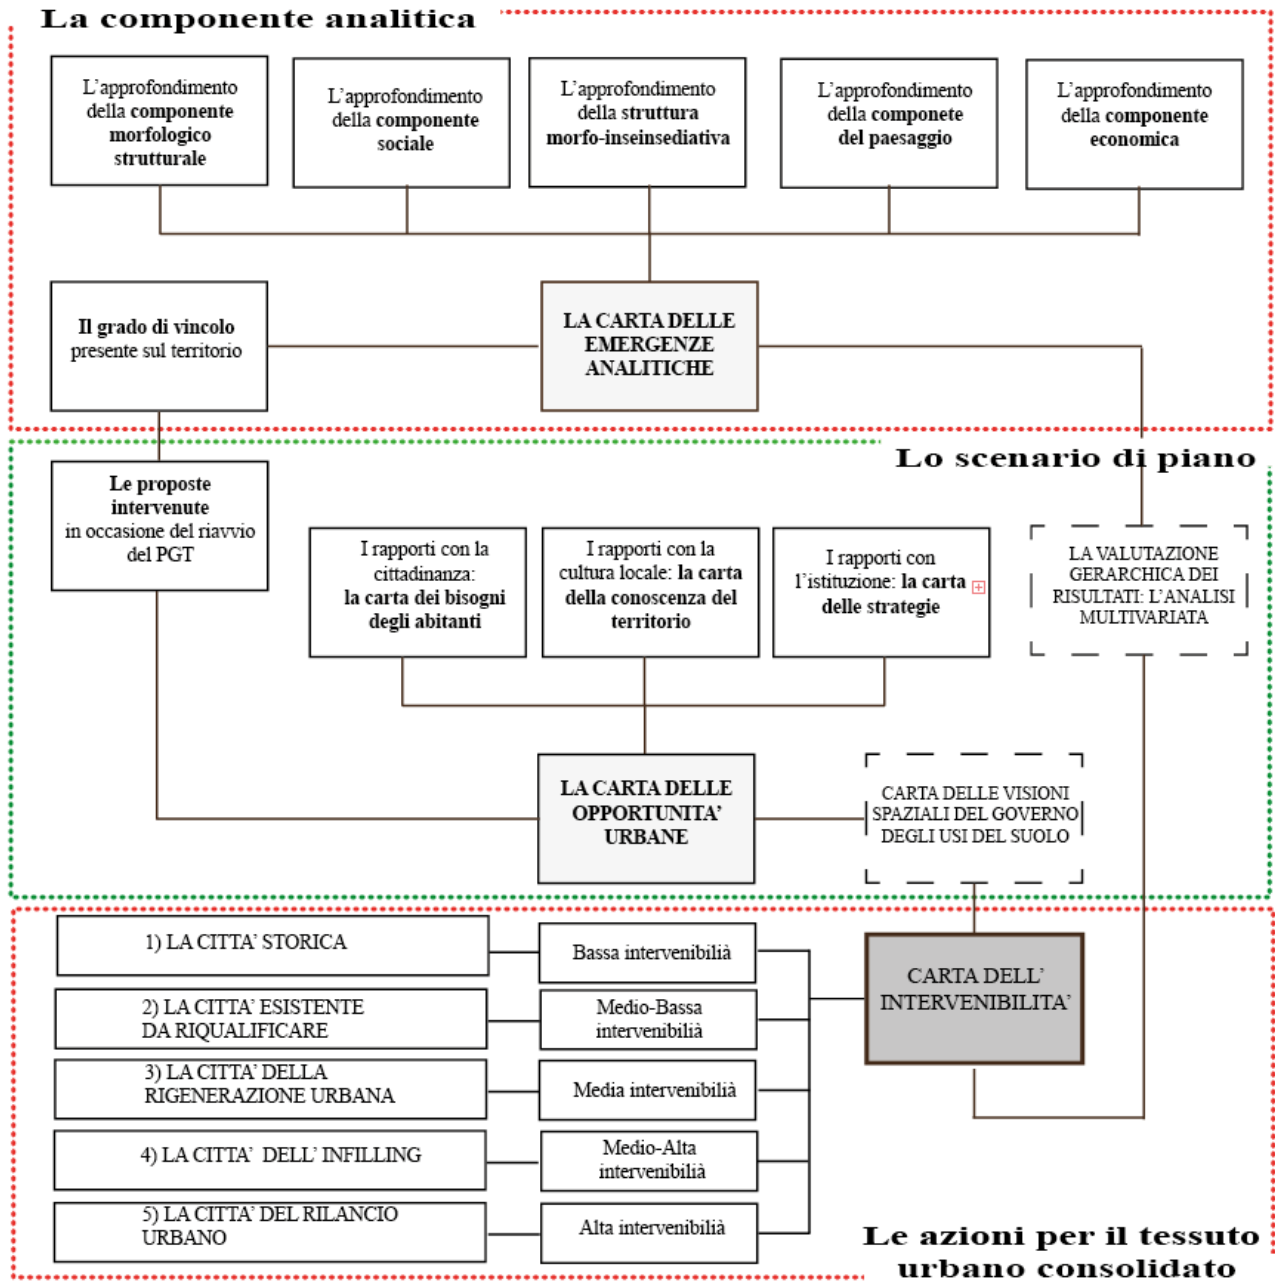 La componente analitica
L'approfondimento
della componente
morfologico
strutturale
L'approfondimento
della componente
sociale
L'approfondimento
della struttura
morfo-inseinsediativa
L'approfondimento
della componete
del paesaggio
L'approfondimento
della componente
economica
Il grado di vincolo
presente sul territorio
LA CARTA DELLE
EMERGENZE
ANALITICHE
Lo scenario di piano
Le proposte
intervenute
in occasione del riavvio
del PGT
I rapporti con la
cittadinanza:
la carta dei bisogni
degli abitanti
I rapporti con la
cultura locale: la carta
della conoscenza del
territorio
I rapporti con
l'istituzione: la carta
delle strategie
LA VALUTAZIONE
GERARCHICA DEI
RISULTATI: L'ANALISI
MULTIVARIATA
LA CARTA DELLE
OPPORTUNITA'
URBANE
CARTA DELLE VISIONI
SPAZIALI DEL GOVERNO
DEGLI USI DEL SUOLO
1) LA CITTA' STORICA
Bassa intervenibilià
2) LA CITTA' ESISTENTE
DA RIQUALIFICARE
Medio-Bassa
intervenibilià
3) LA CITTA' DELLA
RIGENERAZIONE URBANA
Media intervenibilià
4) LA CITTA' DELL' INFILLING
Medio-Alta
intervenibilià
5) LA CITTA' DEL RILANCIO
URBANO
Alta intervenibilià
CARTA DELL'
INTERVENIBILITA'
Le azioni per il tessuto
urbano consolidato